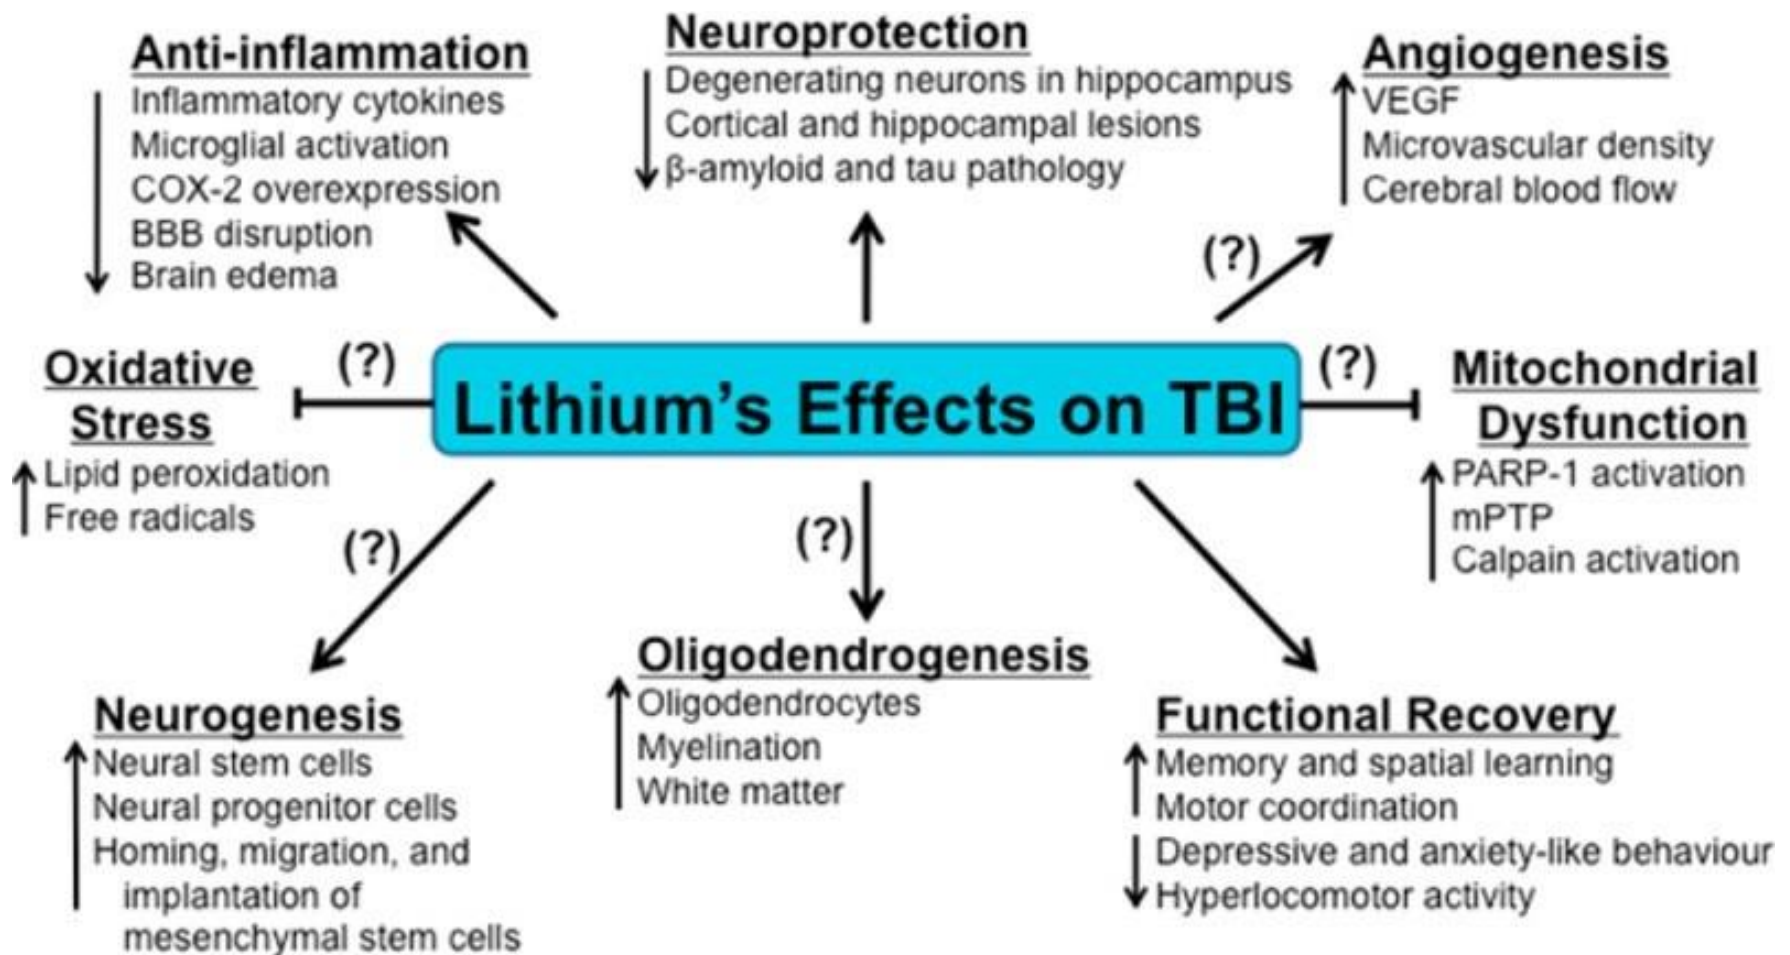 Anti-inflammation
Inflammatory cytokines
Microglial activation
COX-2 overexpression
BBB disruption
Brain edema
Neuroprotection
Degenerating neurons in hippocampus
Cortical and hippocampal lesions
β-amyloid and tau pathology
Angiogenesis
VEGF
Microvascular density
Cerebral blood flow
(?)
Oxidative
Stress
Lipid peroxidation
Free radicals
(?)
Lithium's Effects on TBI
(?)
Mitochondrial
Dysfunction
PARP-1 activation
mPTP
Calpain activation
(?)
Neurogenesis
Neural stem cells
Neural progenitor cells
Homing, migration, and
implantation of
mesenchymal stem cells
(?)
Oligodendrogenesis
Oligodendrocytes
Myelination
White matter
Functional Recovery
Memory and spatial learning
Motor coordination
Depressive and anxiety-like behaviour
Hyperlocomotor activity